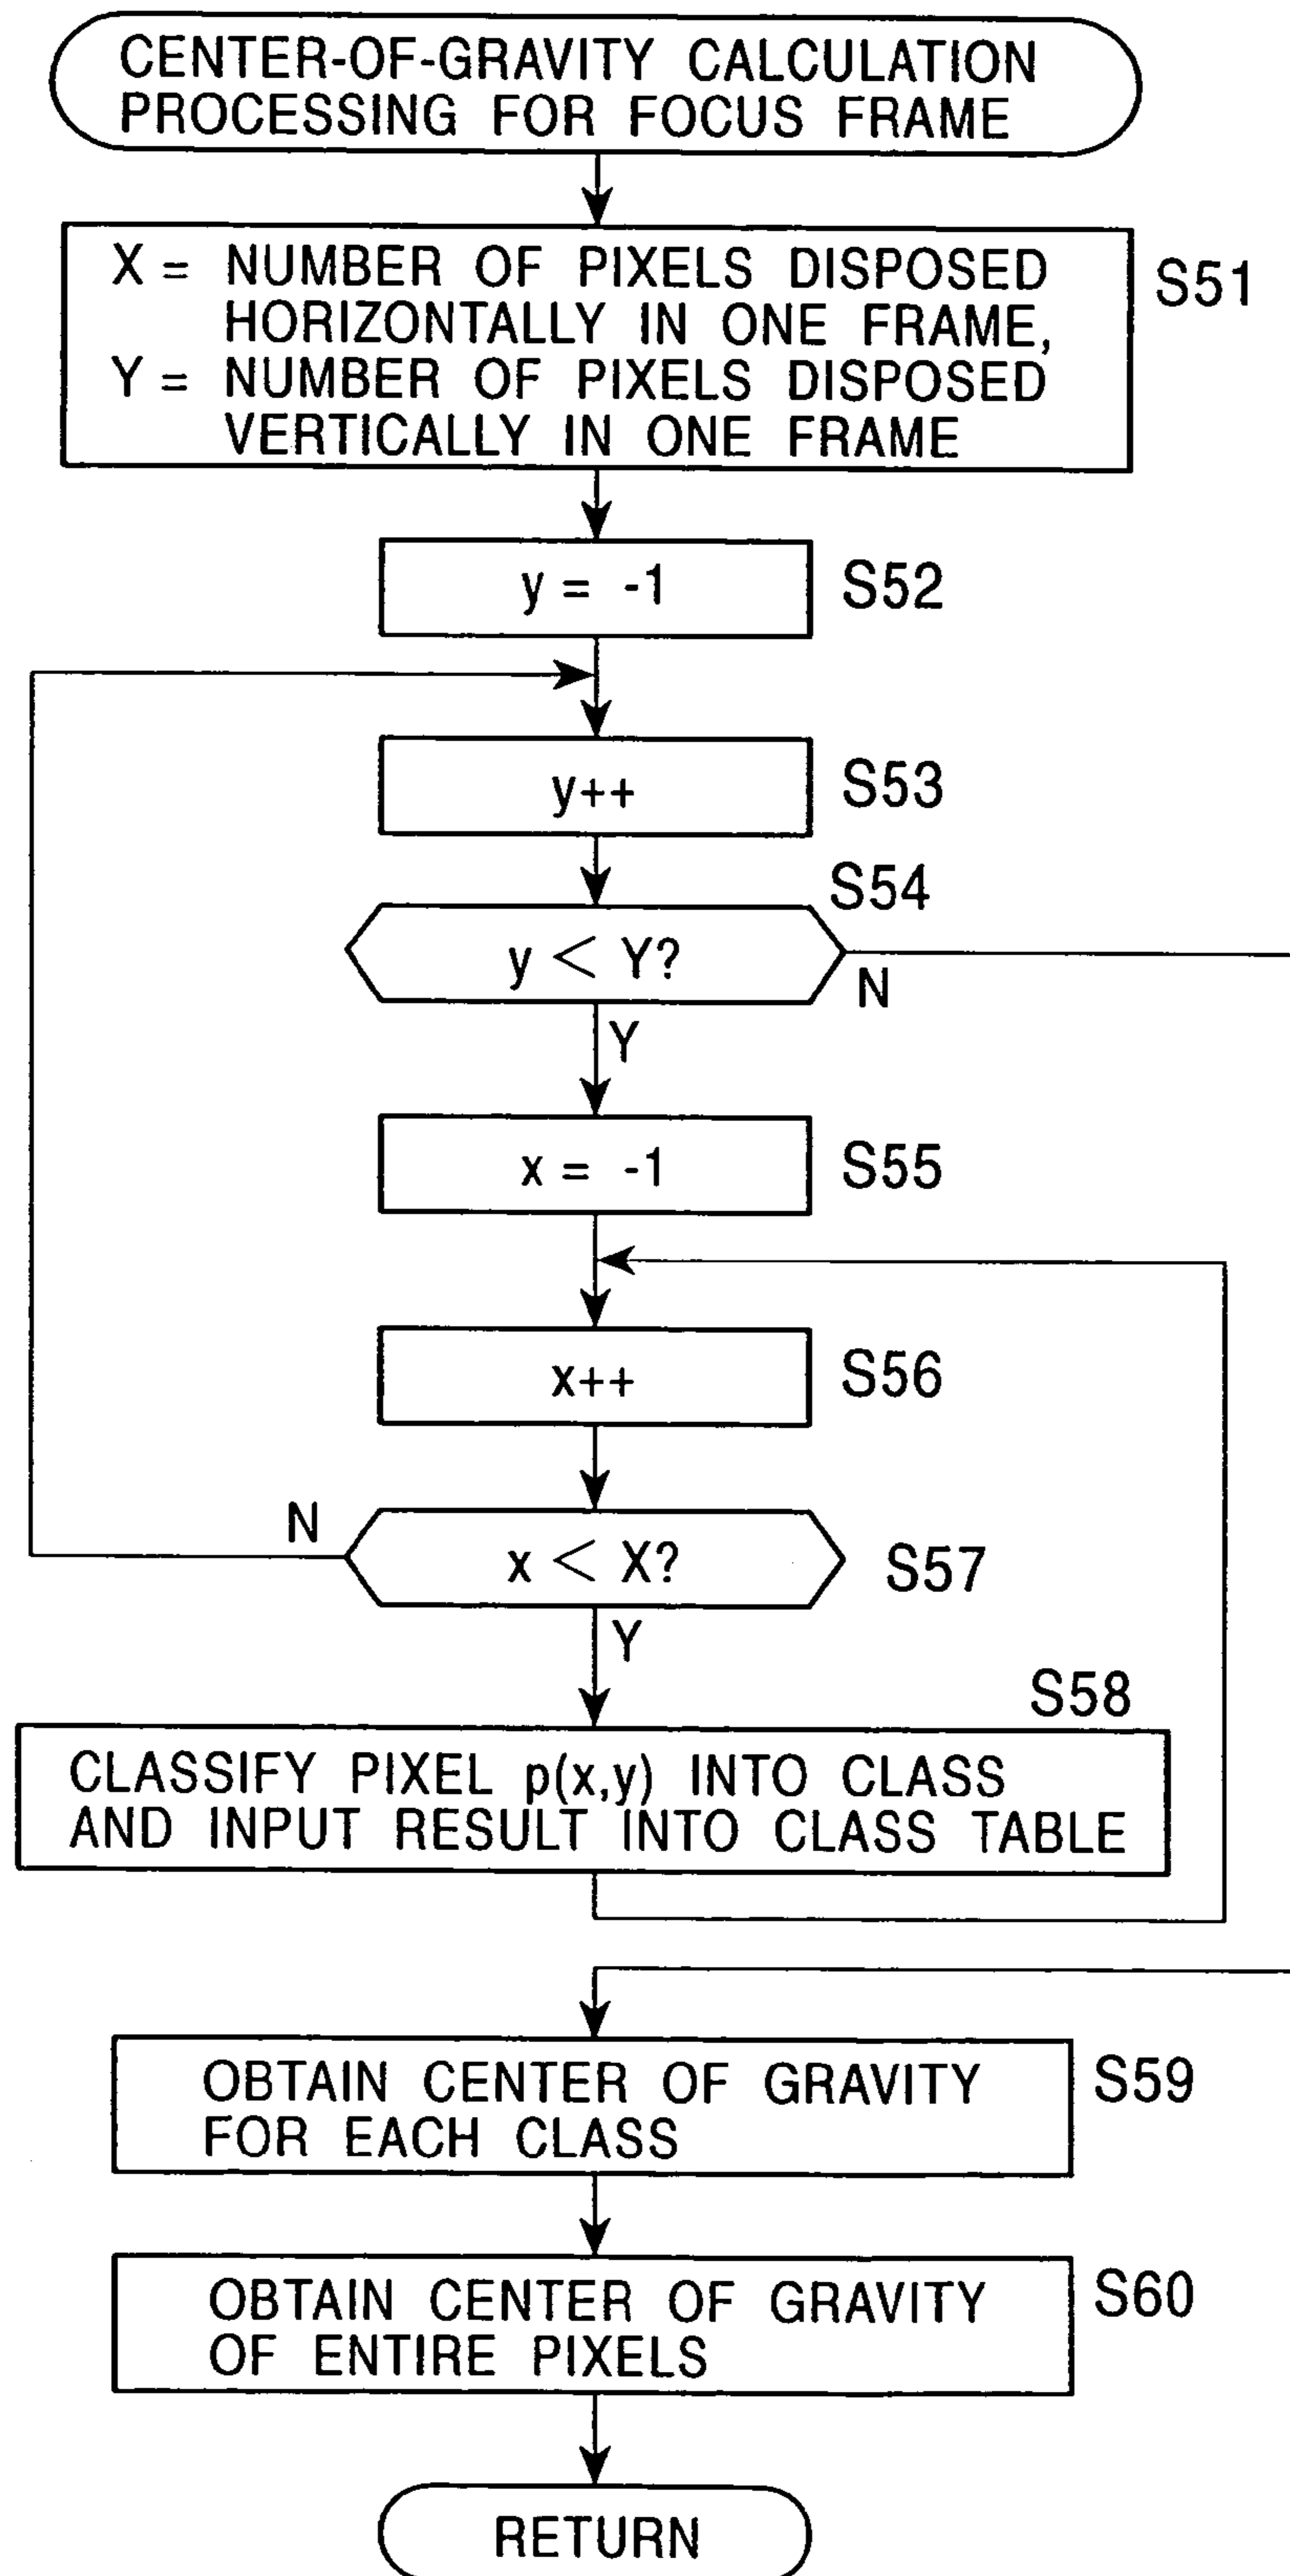 CENTER-OF-GRAVITY CALCULATION
PROCESSING FOR FOCUS FRAME
X = NUMBER OF PIXELS DISPOSED
HORIZONTALLY IN ONE FRAME,
Y = NUMBER OF PIXELS DISPOSED
VERTICALLY IN ONE FRAME
S51
y = -1
S52
y++
S53
S54
y < Y?
N
Y
x = -1
S55
x++
S56
N
x < X?
S57
Y
S58
CLASSIFY PIXEL p(x,y) INTO CLASS
AND INPUT RESULT INTO CLASS TABLE
OBTAIN CENTER OF GRAVITY
FOR EACH CLASS
S59
OBTAIN CENTER OF GRAVITY
OF ENTIRE PIXELS
S60
RETURN